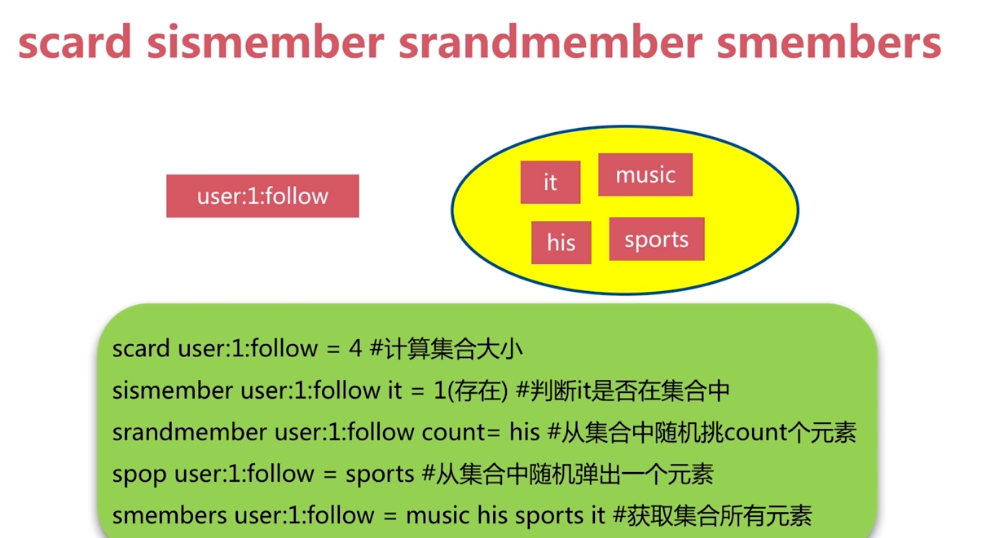 scard sismember srandmember smembers
user:1:follow
it
music
his
sports
scard user:1:follow = 4 #计算集合大小
sismember user:1:follow it = 1(存在) #判断it是否在集合中
srandmember user:1:follow count= his #从集合中随机挑count个元素
spop user:1:follow = sports #从集合中随机弹出一个元素
smembers user:1:follow = music his sports it #获取集合所有元素